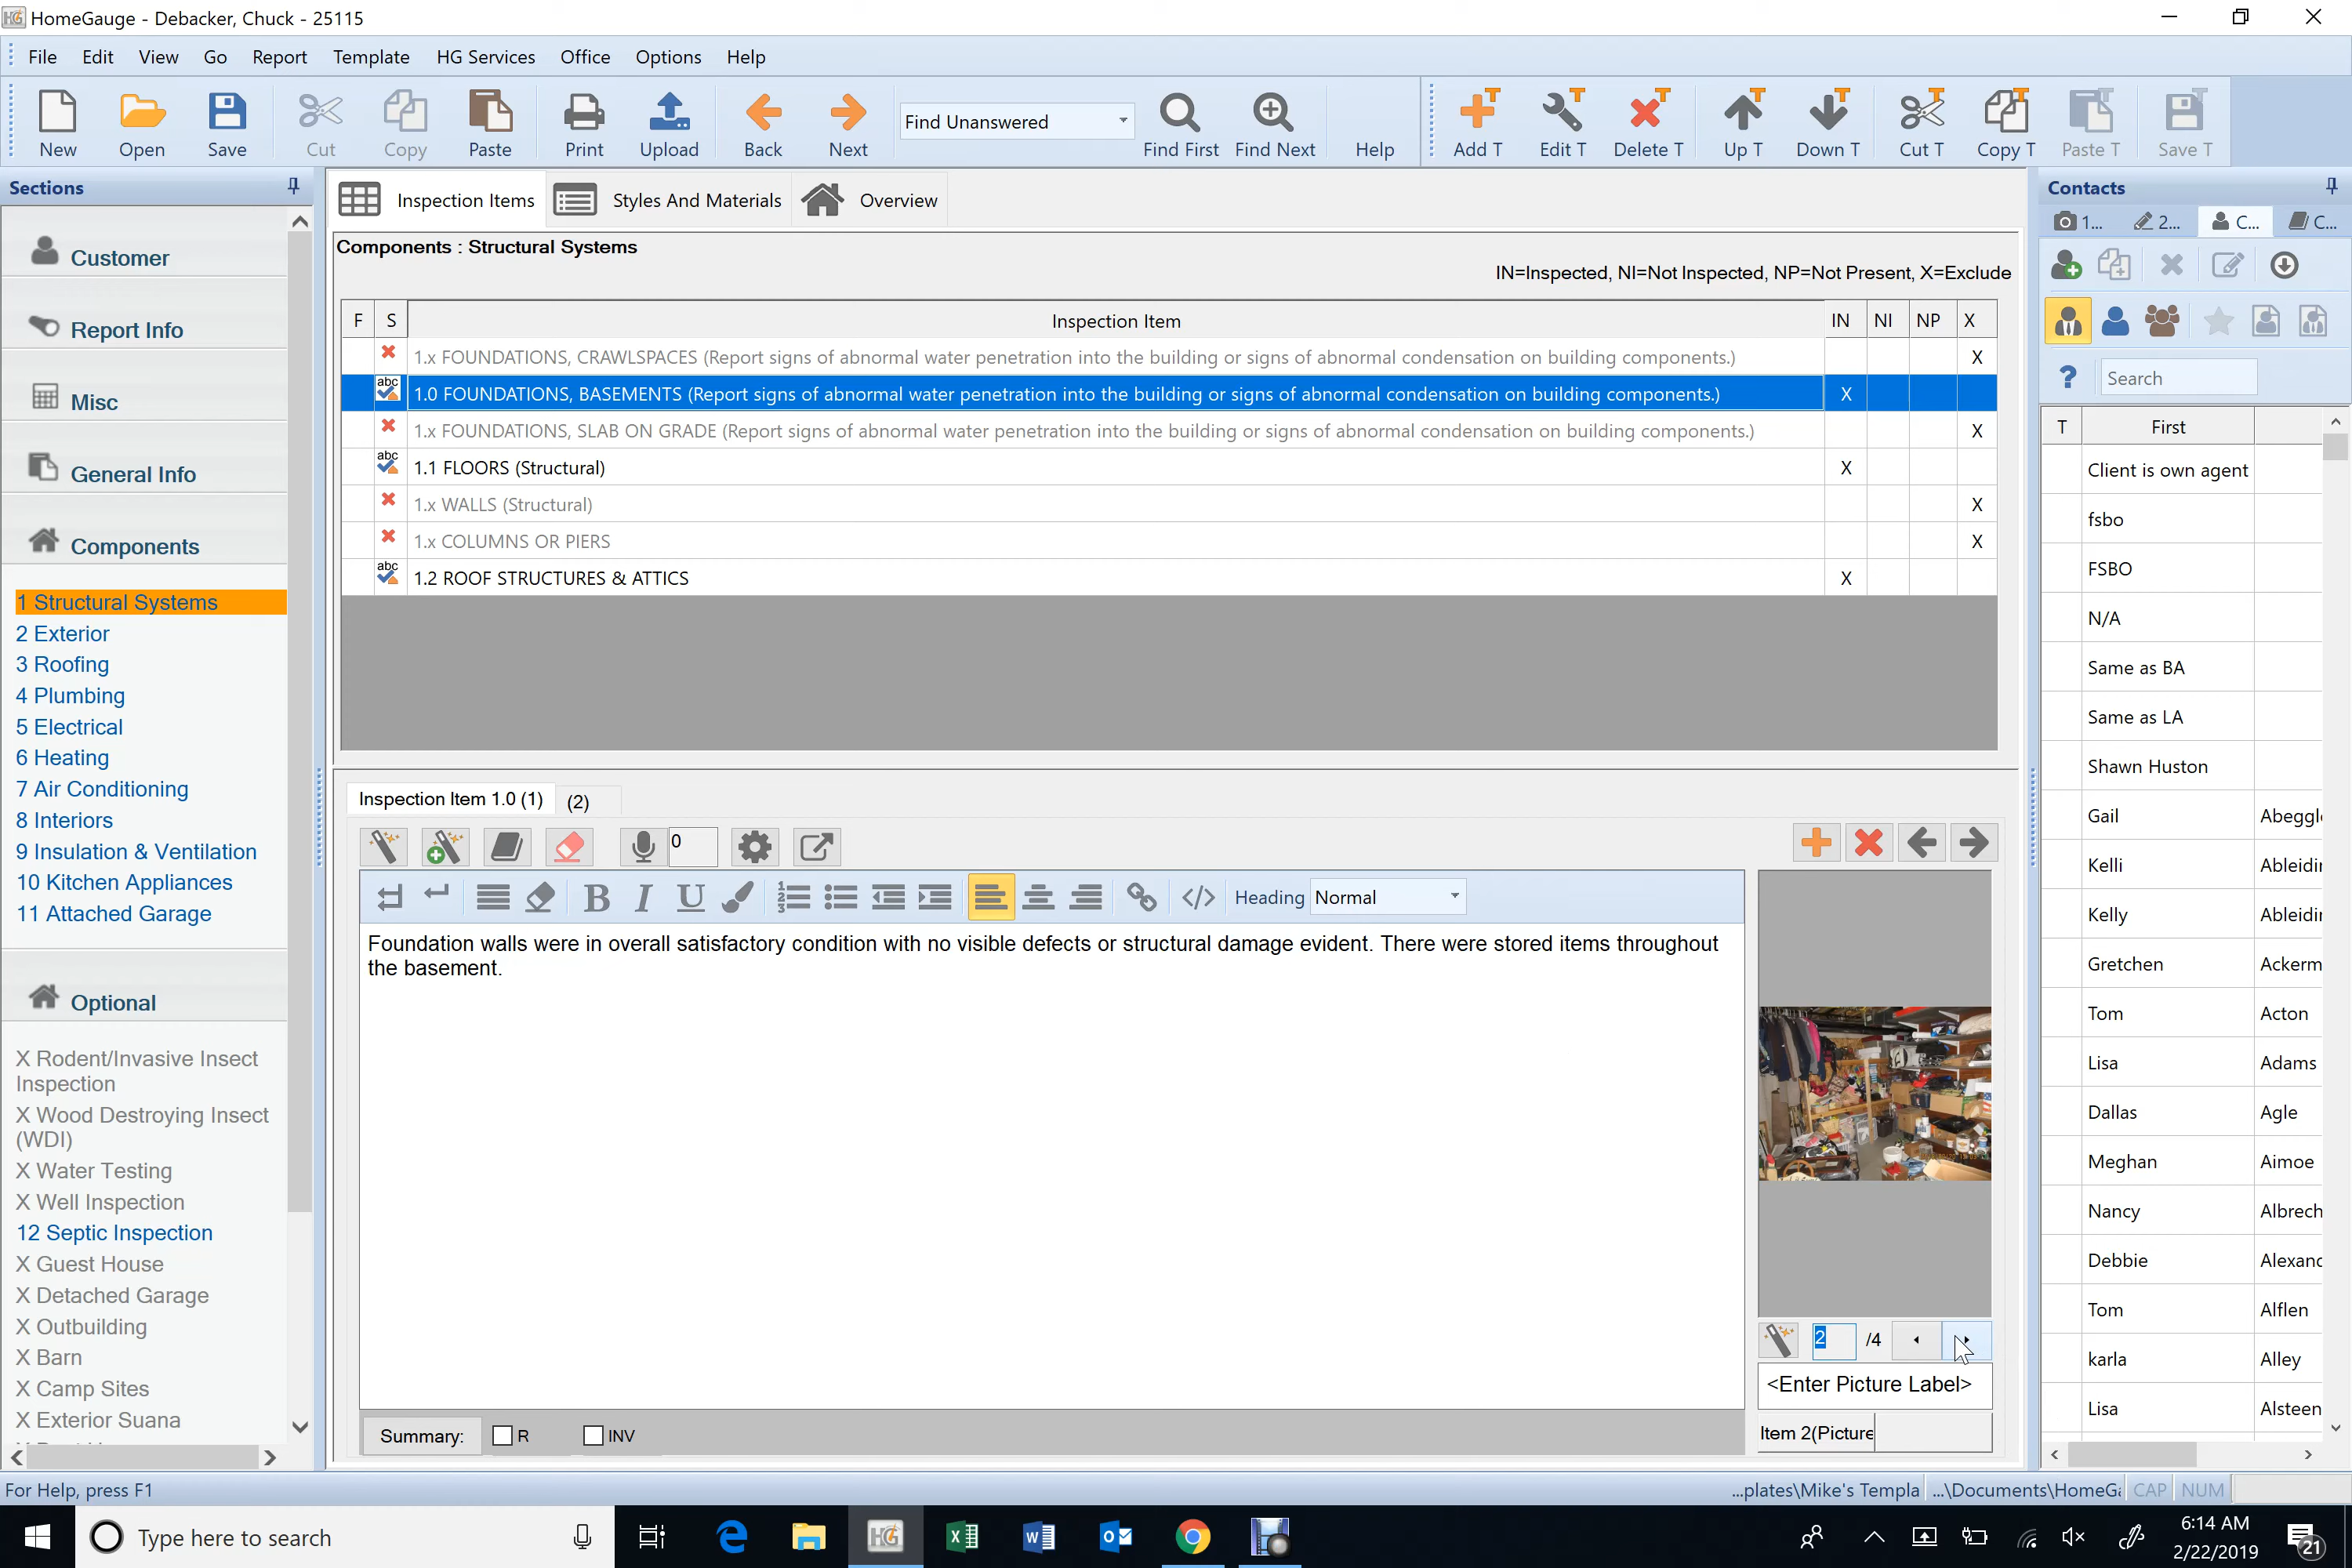 HomeGauge - Debacker, Chuck - 25115
File Edit View Go Report Template HG Services Office Options Help
New Open Save Cut Copy Paste Print Upload Back Next Find Unanswered Find First Find Next Help Add T Edit T Delete T Up T Down T Cut T Copy T Paste T Save T
Sections
Customer
Report Info
Misc
General Info
Components
1 Structural Systems
2 Exterior
3 Roofing
4 Plumbing
5 Electrical
6 Heating
7 Air Conditioning
8 Interiors
9 Insulation & Ventilation
10 Kitchen Appliances
11 Attached Garage
Optional
X Rodent/Invasive Insect
Inspection
X Wood Destroying Insect
(WDI)
X Water Testing
X Well Inspection
12 Septic Inspection
X Guest House
X Detached Garage
X Outbuilding
X Barn
X Camp Sites
X Exterior Suana
Inspection Items Styles And Materials Overview
Components : Structural Systems
IN=Inspected, NI=Not Inspected, NP=Not Present, X=Exclude
F S Inspection Item IN NI NP X
1.x FOUNDATIONS, CRAWLSPACES (Report signs of abnormal water penetration into the building or signs of abnormal condensation on building components.) X
abc 1.0 FOUNDATIONS, BASEMENTS (Report signs of abnormal water penetration into the building or signs of abnormal condensation on building components.) X
1.x FOUNDATIONS, SLAB ON GRADE (Report signs of abnormal water penetration into the building or signs of abnormal condensation on building components.) X
abc 1.1 FLOORS (Structural) X
1.x WALLS (Structural) X
1.x COLUMNS OR PIERS X
abc 1.2 ROOF STRUCTURES & ATTICS X
Inspection Item 1.0 (1) (2)
0
B I U Heading Normal
Foundation walls were in overall satisfactory condition with no visible defects or structural damage evident. There were stored items throughout
the basement.
2 /4
<Enter Picture Label>
Item 2(Picture
Summary: R INV
Contacts
1... 2... C... C...
Search
T First
Client is own agent
fsbo
FSBO
N/A
Same as BA
Same as LA
Shawn Huston
Gail Abeggl
Kelli Ableidi
Kelly Ableidi
Gretchen Ackerm
Tom Acton
Lisa Adams
Dallas Agle
Meghan Aimoe
Nancy Albrech
Debbie Alexand
Tom Alflen
karla Alley
Lisa Alsteen
For Help, press F1 ...plates\Mike's Templa ...\Documents\HomeGa CAP NUM
Type here to search
6:14 AM
2/22/2019
21